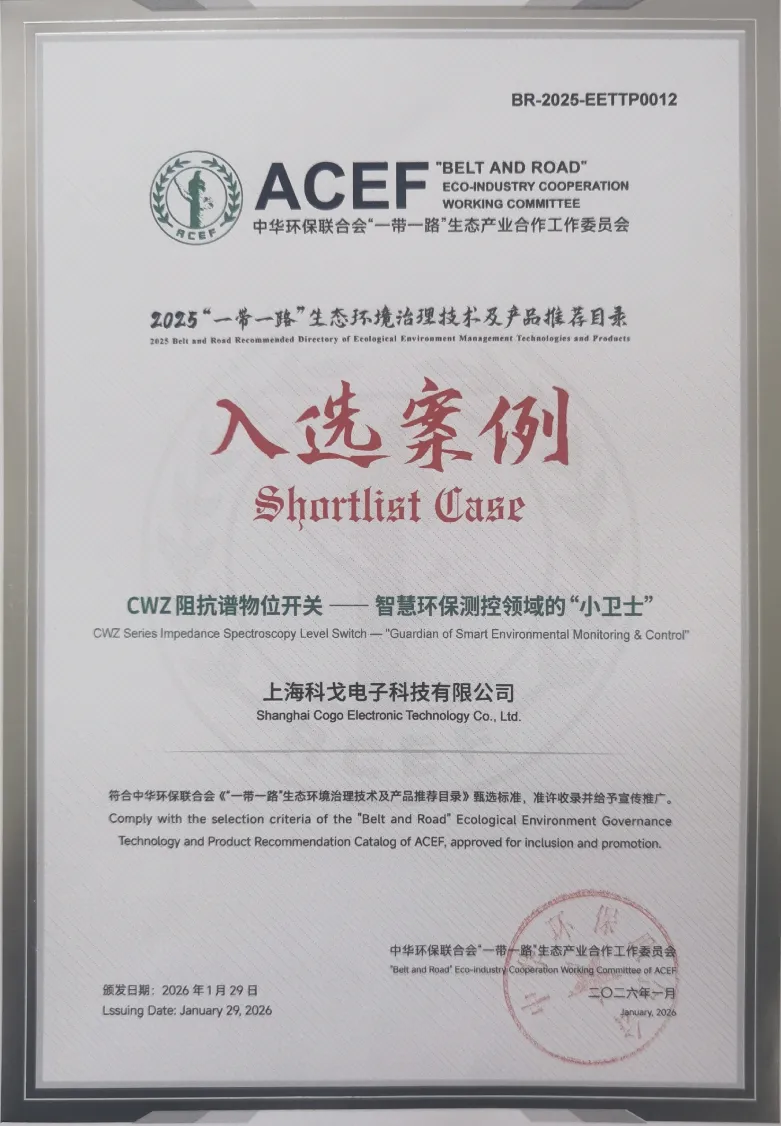 BR-2025-EETTP0012
ACEF
ACEF
"BELT AND ROAD"
ECO-INDUSTRY COOPERATION
WORKING COMMITTEE
中华环保联合会“一带一路”生态产业合作工作委员会
2025“一带一路”生态环境治理技术及产品推荐目录
2025 Belt and Road Recommended Directory of Ecological Environment Management Technologies and Products
入选案例
Shortlist Case
CWZ 阻抗谱物位开关 —— 智慧环保测控领域的“小卫士”
CWZ Series Impedance Spectroscopy Level Switch — "Guardian of Smart Environmental Monitoring & Control"
上海科戈电子科技有限公司
Shanghai Cogo Electronic Technology Co., Ltd.
符合中华环保联合会《“一带一路”生态环境治理技术及产品推荐目录》甄选标准，准许收录并给予宣传推广。
Comply with the selection criteria of the "Belt and Road" Ecological Environment Governance
Technology and Product Recommendation Catalog of ACEF, approved for inclusion and promotion.
中华环保联合会“一带一路”生态产业合作工作委员会
"Belt and Road" Eco-industry Cooperation Working Committee of ACEF
颁发日期：2026 年 1 月 29 日
二〇二六年一月
Lssuing Date: January 29, 2026
January, 2026